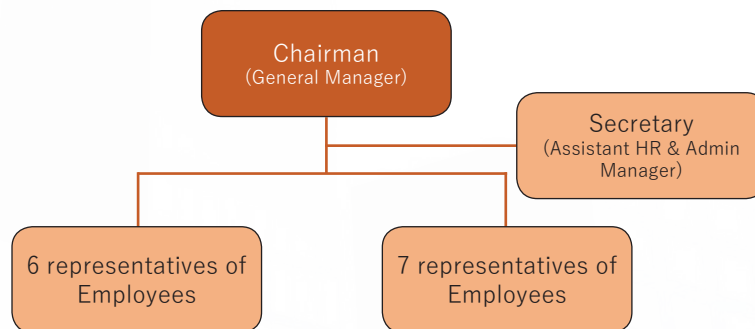 Chairman
(General Manager)
Secretary
(Assistant HR & Admin
Manager)
6 representatives of
Employees
7 representatives of
Employees